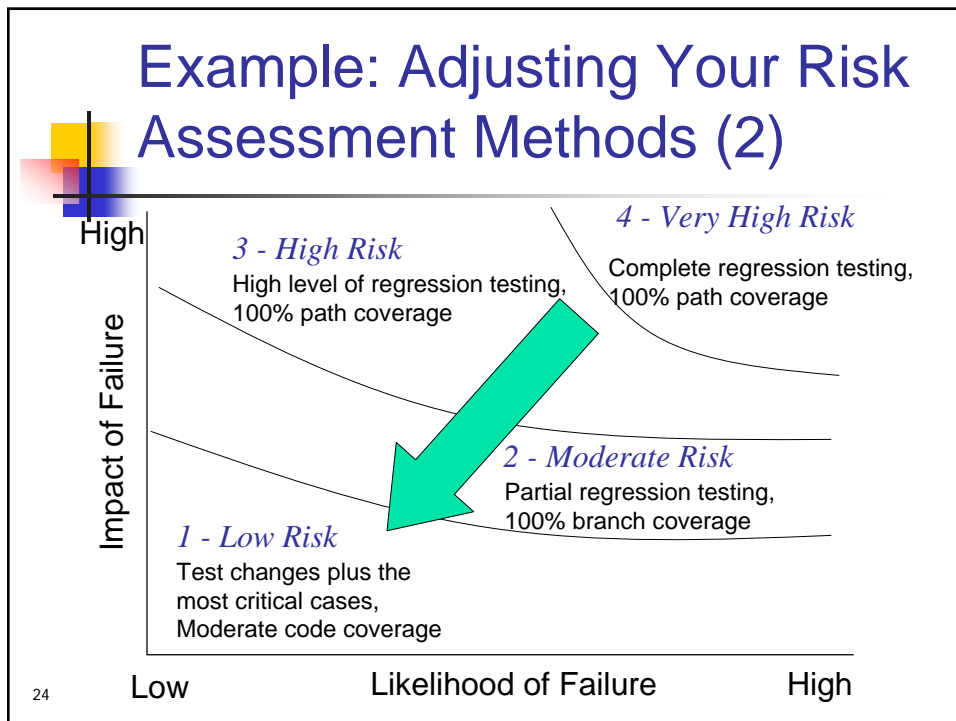 Example: Adjusting Your Risk
Assessment Methods (2)
High
Impact of Failure
3 - High Risk
High level of regression testing,
100% path coverage
4 - Very High Risk
Complete regression testing,
100% path coverage
2 - Moderate Risk
Partial regression testing,
100% branch coverage
1 - Low Risk
Test changes plus the
most critical cases,
Moderate code coverage
24
Low
Likelihood of Failure
High